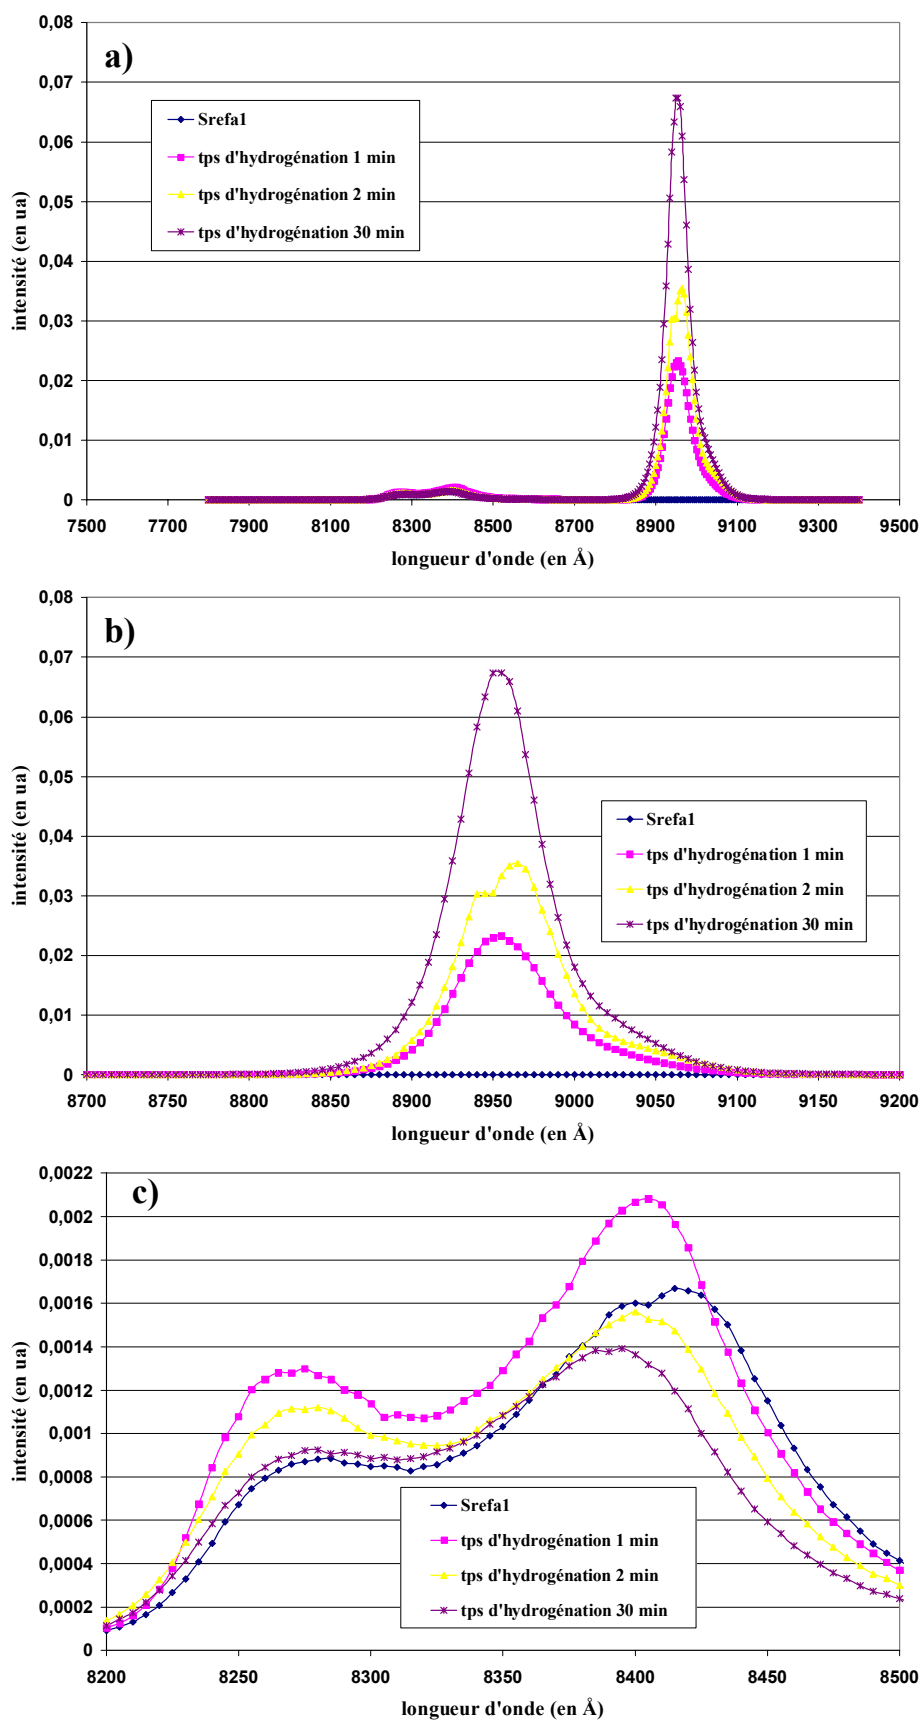 0,08
a)
0,07
Srefa1
tps d'hydrogénation 1 min
tps d'hydrogénation 2 min
tps d'hydrogénation 30 min
0,06
0,05
0,04
0,03
0,02
0,01
0
intensité (en ua)
7500 7700 7900 8100 8300 8500 8700 8900 9100 9300 9500
longueur d'onde (en Å)
0,08
b)
0,07
0,06
0,05
0,04
0,03
0,02
0,01
0
intensité (en ua)
Srefa1
tps d'hydrogénation 1 min
tps d'hydrogénation 2 min
tps d'hydrogénation 30 min
8700 8750 8800 8850 8900 8950 9000 9050 9100 9150 9200
longueur d'onde (en Å)
0,0022
c)
0,002
0,0018
0,0016
0,0014
0,0012
0,001
0,0008
0,0006
0,0004
0,0002
0
intensité (en ua)
Srefa1
tps d'hydrogénation 1 min
tps d'hydrogénation 2 min
tps d'hydrogénation 30 min
8200 8250 8300 8350 8400 8450 8500
longueur d'onde (en Å)